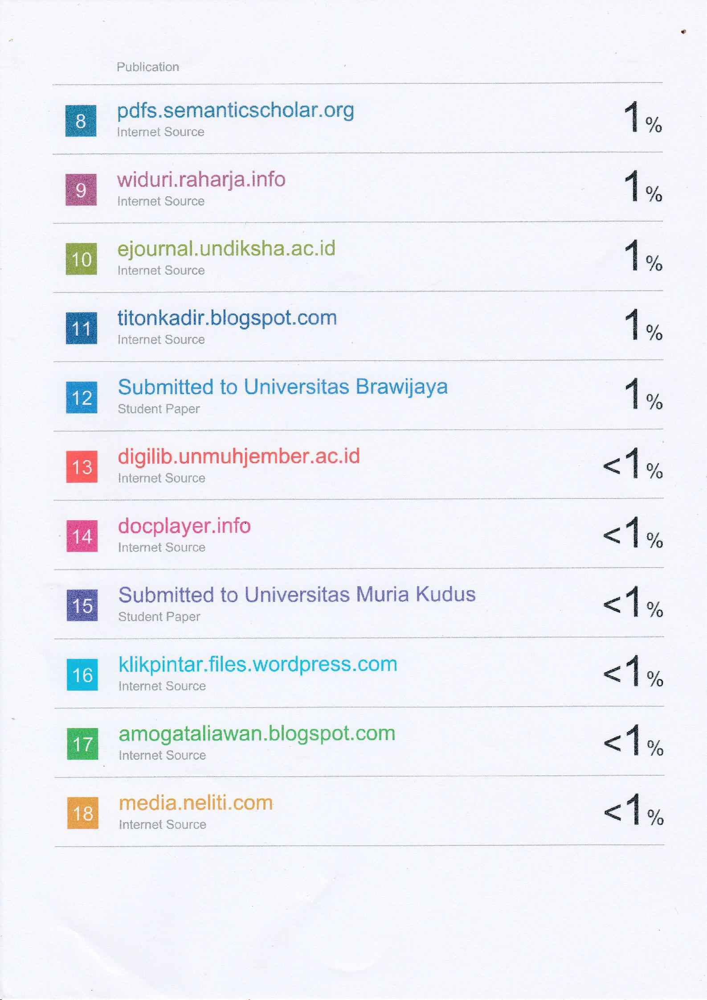 Publication
8 pdfs.semanticscholar.org 1%
Internet Source
9 widuri.raharja.info 1%
Internet Source
10 ejournal.undiksha.ac.id 1%
Internet Source
11 titonkadir.blogspot.com 1%
Internet Source
12 Submitted to Universitas Brawijaya 1%
Student Paper
13 digilib.unmuhjember.ac.id <1%
Internet Source
14 docplayer.info <1%
Internet Source
15 Submitted to Universitas Muria Kudus <1%
Student Paper
16 klikpintar.files.wordpress.com <1%
Internet Source
17 amogataliawan.blogspot.com <1%
Internet Source
18 media.neliti.com <1%
Internet Source